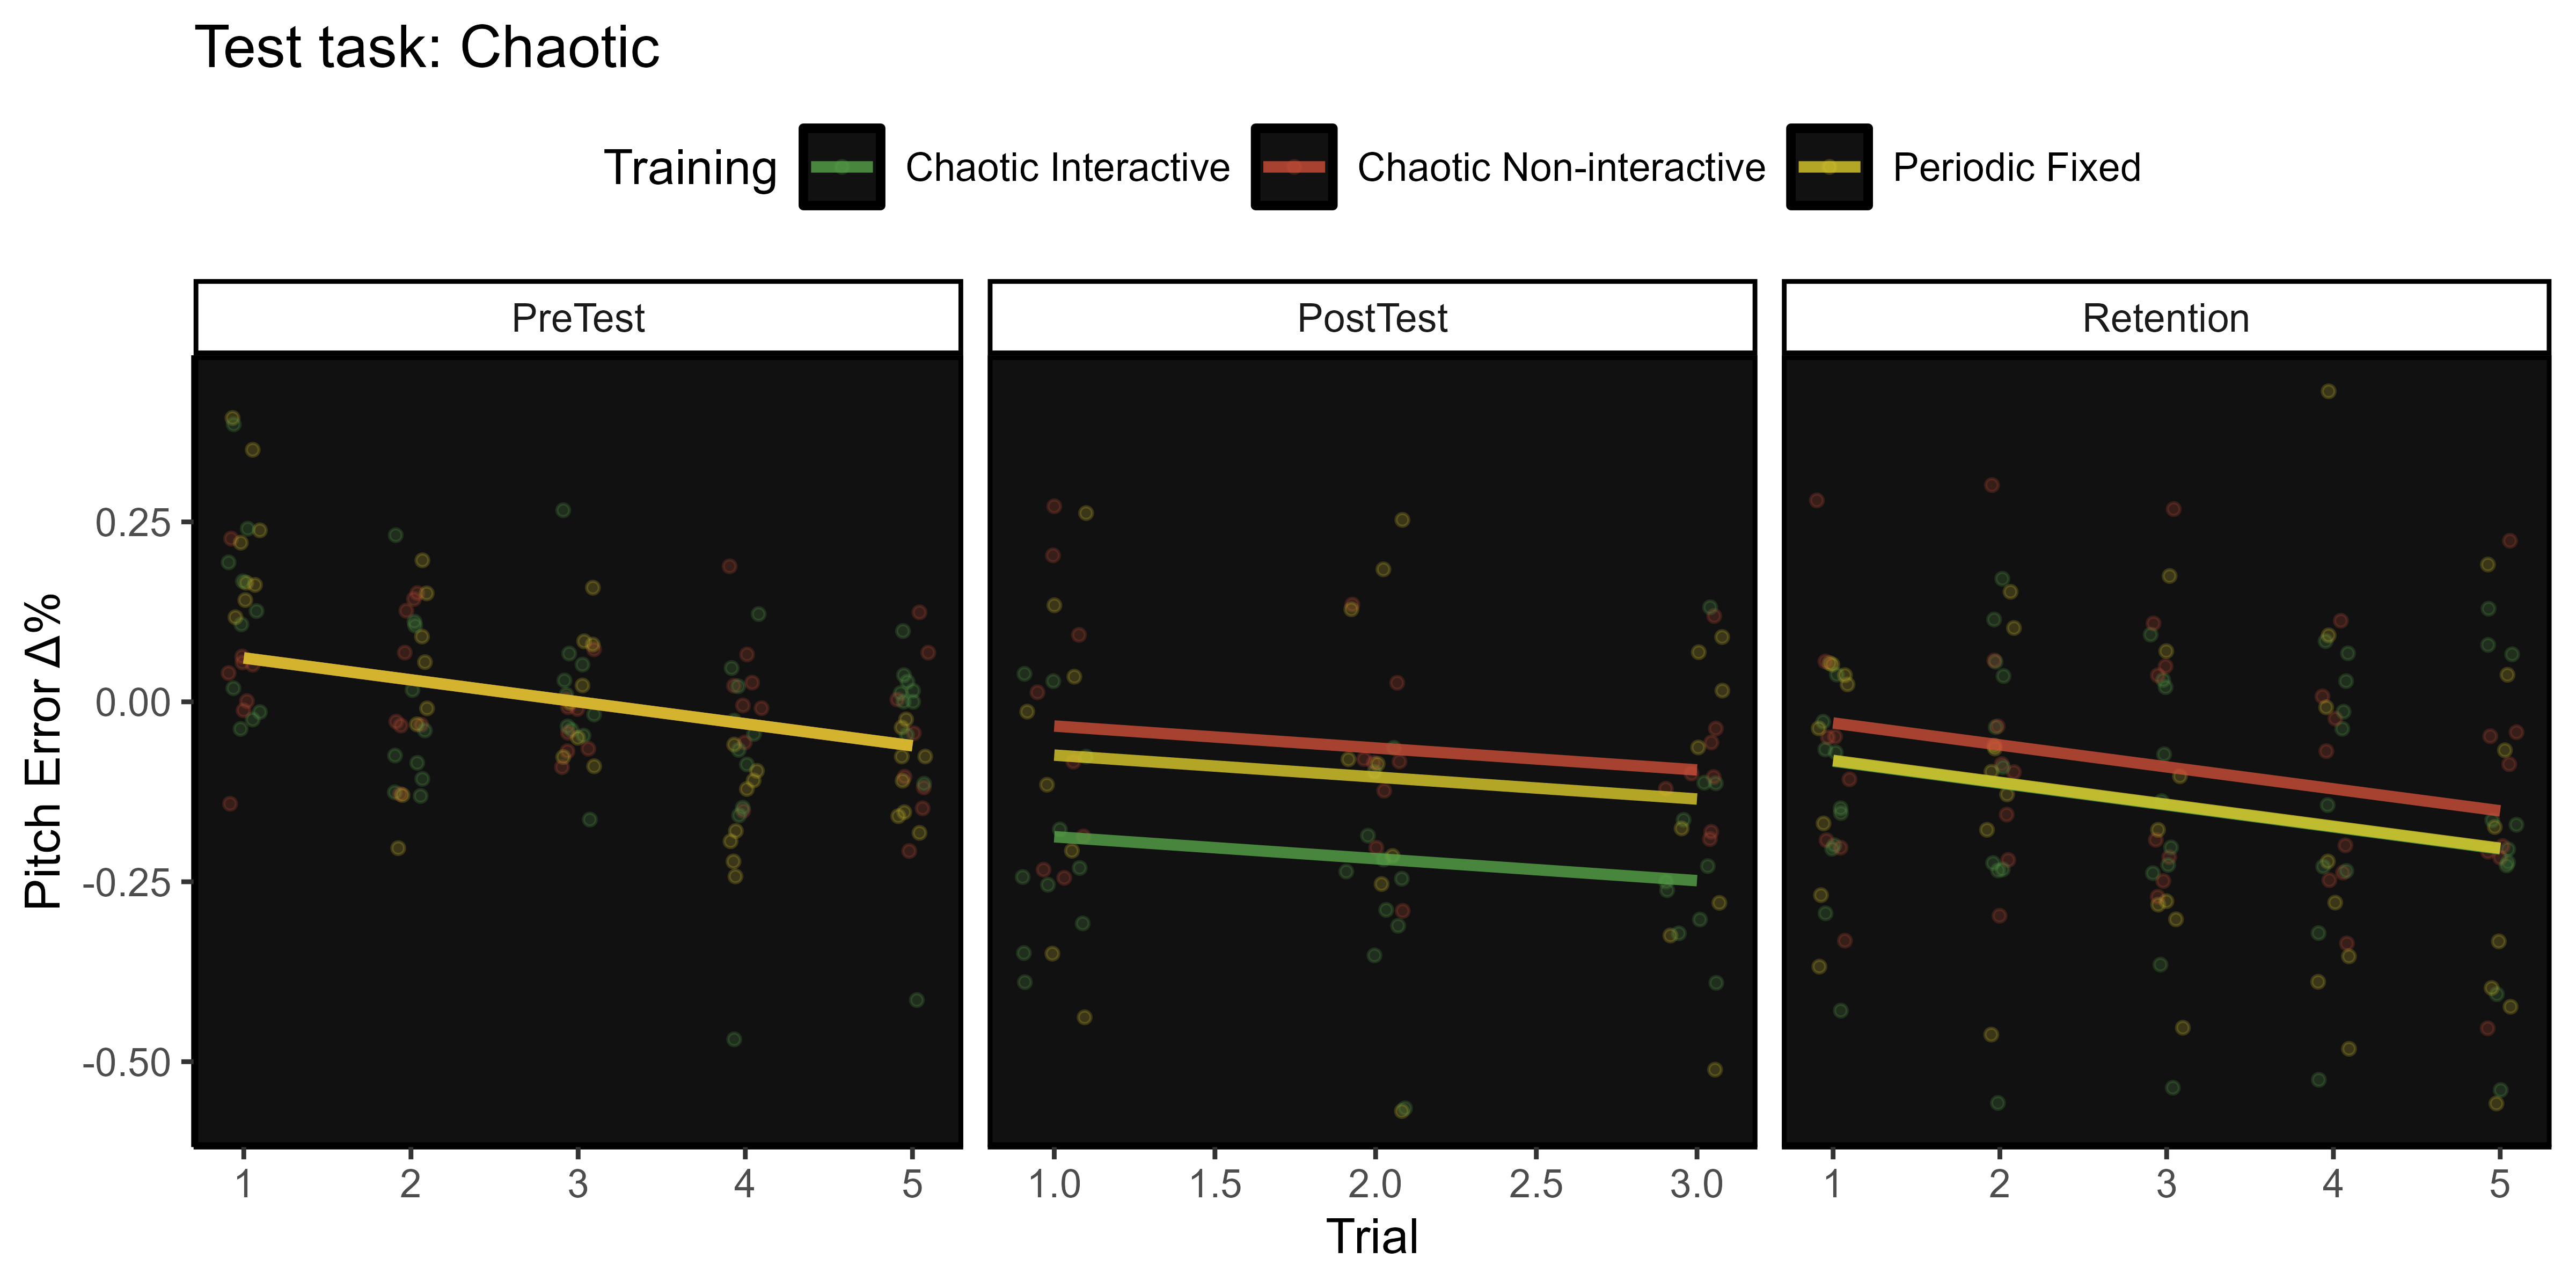 Test task: Chaotic
Training Chaotic Interactive Chaotic Non-interactive Periodic Fixed
PreTest PostTest Retention
Pitch Error Δ%
0.25
0.00
-0.25
-0.50
1 2 3 4 5 1.0 1.5 2.0 2.5 3.0 1 2 3 4 5
Trial